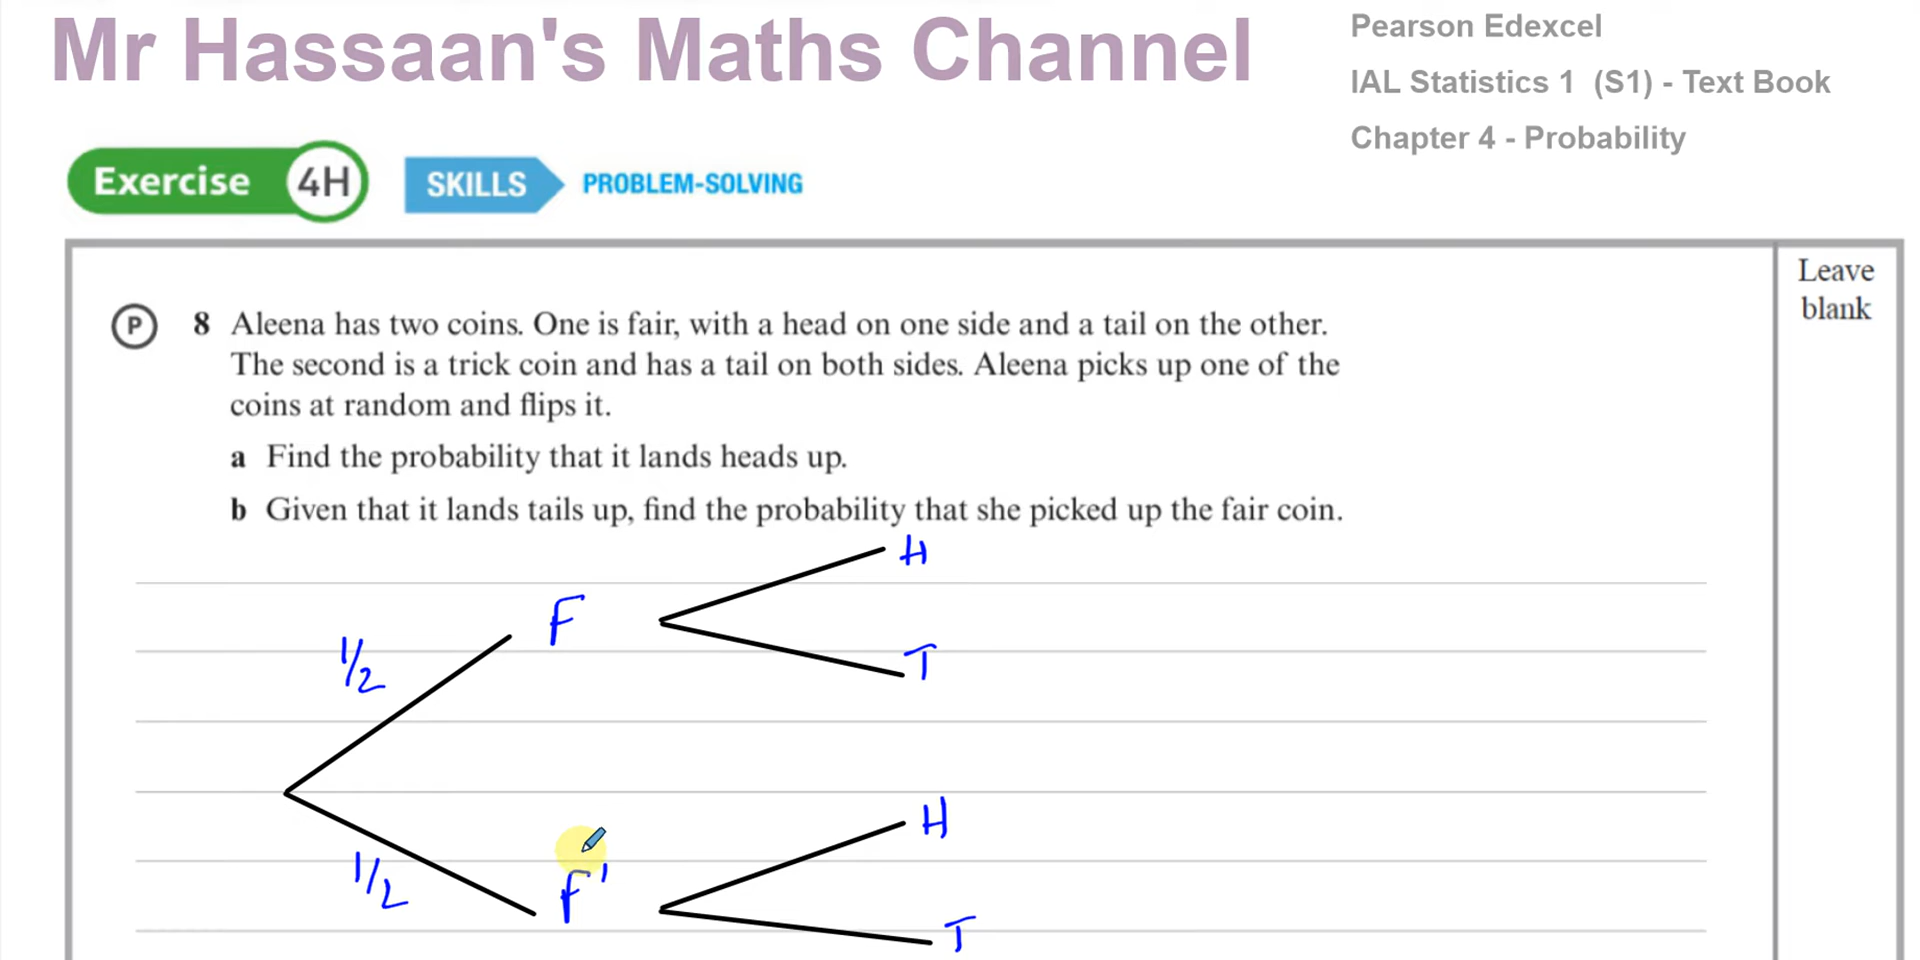 Mr Hassaan's Maths Channel
Pearson Edexcel
IAL Statistics 1 (S1) - Text Book
Chapter 4 - Probability
Exercise 4H SKILLS PROBLEM-SOLVING
Leave
blank
P 8 Aleena has two coins. One is fair, with a head on one side and a tail on the other.
The second is a trick coin and has a tail on both sides. Aleena picks up one of the
coins at random and flips it.
a Find the probability that it lands heads up.
b Given that it lands tails up, find the probability that she picked up the fair coin.
H
F
1/2
T
H
1/2
F'
T